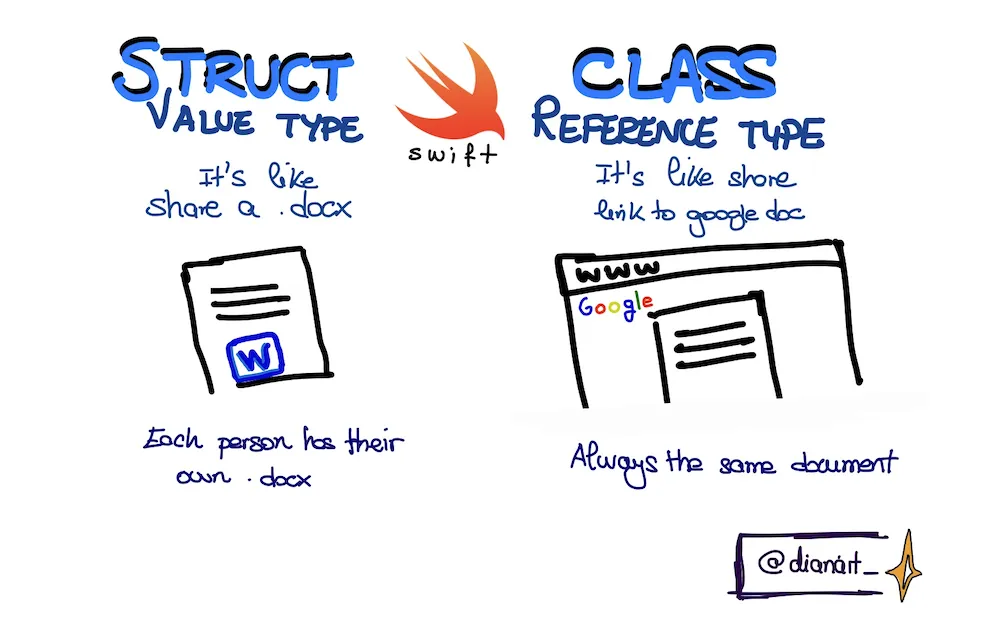 STRUCT
VALUE TYPE
It's like
share a .docx
W
Each person has their
own .docx
swift
CLASS
REFERENCE TYPE
It's like share
link to google doc
WWW
Google
Always the same document
@dianait_